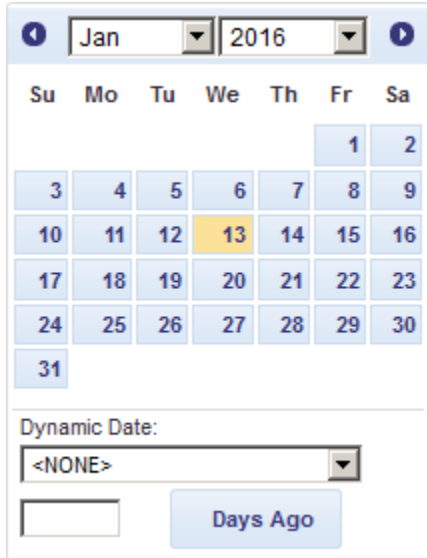 Jan 2016
Su Mo Tu We Th Fr Sa
1 2
3 4 5 6 7 8 9
10 11 12 13 14 15 16
17 18 19 20 21 22 23
24 25 26 27 28 29 30
31
Dynamic Date:
<NONE>
Days Ago